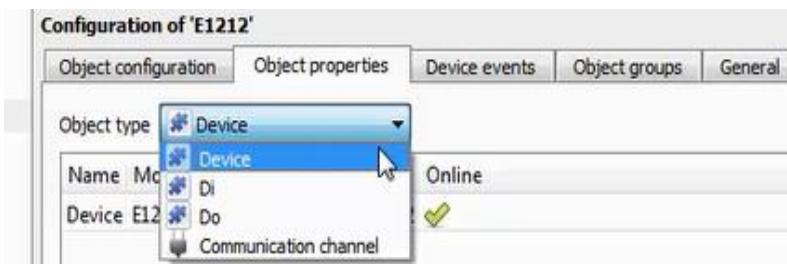 Configuration of 'E1212'
Object configuration Object properties Device events Object groups General
Object type Device
Device
Di
Do
Communication channel
Name Online
Device